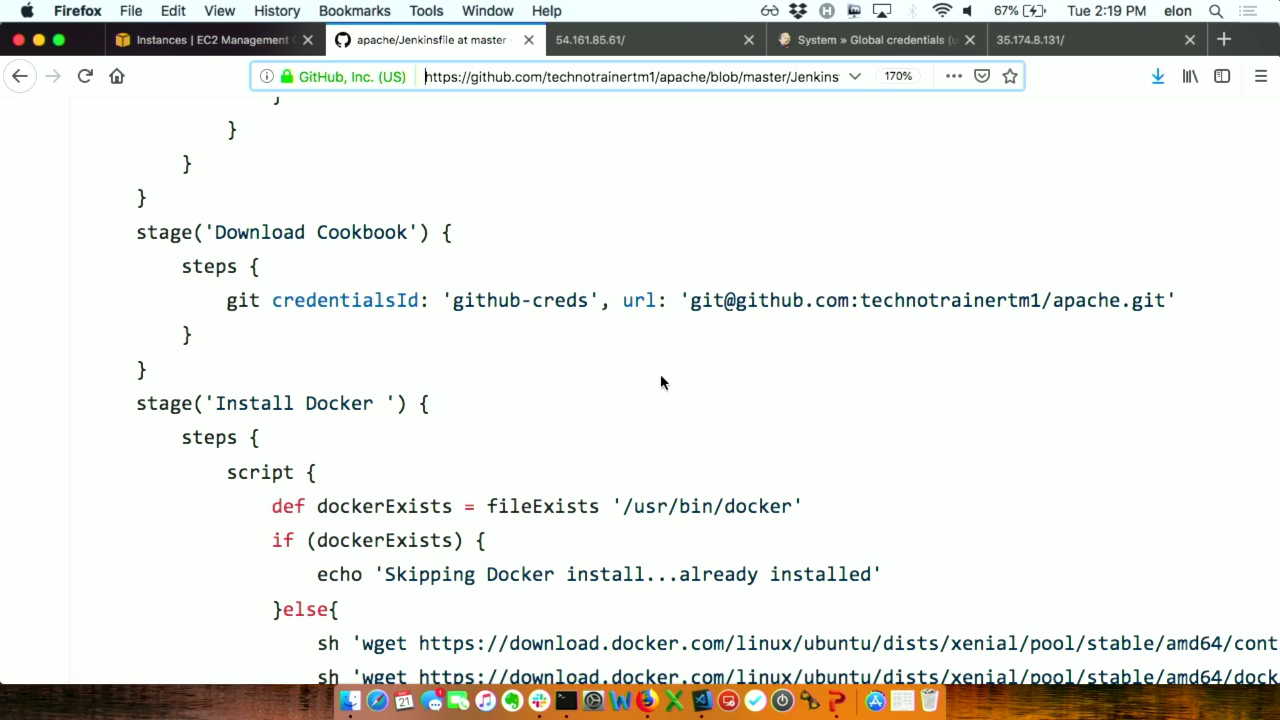 Firefox File Edit View History Bookmarks Tools Window Help 67% Tue 2:19 PM elon
Instances | EC2 Management C apache/Jenkinsfile at master 54.161.85.61/ System » Global credentials (u 35.174.8.131/
GitHub, Inc. (US) https://github.com/technotrainertm1/apache/blob/master/Jenkins 170%
}
}
}
}
stage('Download Cookbook') {
steps {
git credentialsId: 'github-creds', url: 'git@github.com:technotrainertm1/apache.git'
}
}
stage('Install Docker ') {
steps {
script {
def dockerExists = fileExists '/usr/bin/docker'
if (dockerExists) {
echo 'Skipping Docker install...already installed'
}else{
sh 'wget https://download.docker.com/linux/ubuntu/dists/xenial/pool/stable/amd64/cont
sh 'wget https://download.docker.com/linux/ubuntu/dists/xenial/pool/stable/amd64/dock
21 1